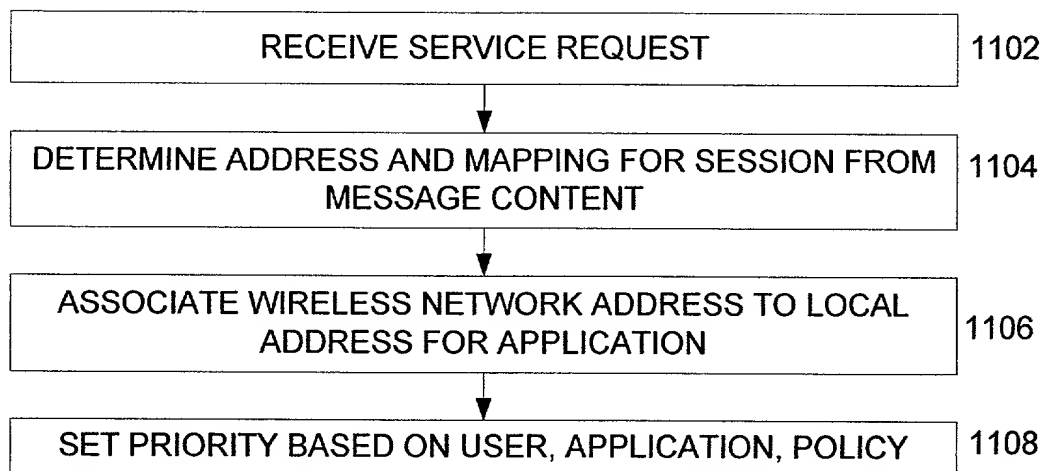 RECEIVE SERVICE REQUEST 1102
DETERMINE ADDRESS AND MAPPING FOR SESSION FROM
MESSAGE CONTENT 1104
ASSOCIATE WIRELESS NETWORK ADDRESS TO LOCAL
ADDRESS FOR APPLICATION 1106
SET PRIORITY BASED ON USER, APPLICATION, POLICY 1108